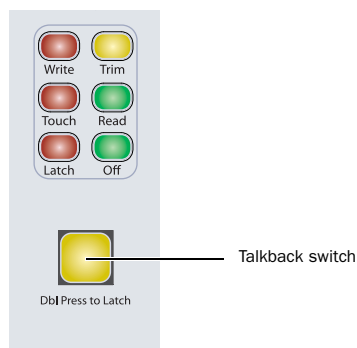 Write Trim
Touch Read
Latch Off
Talkback switch
Dbl Press to Latch